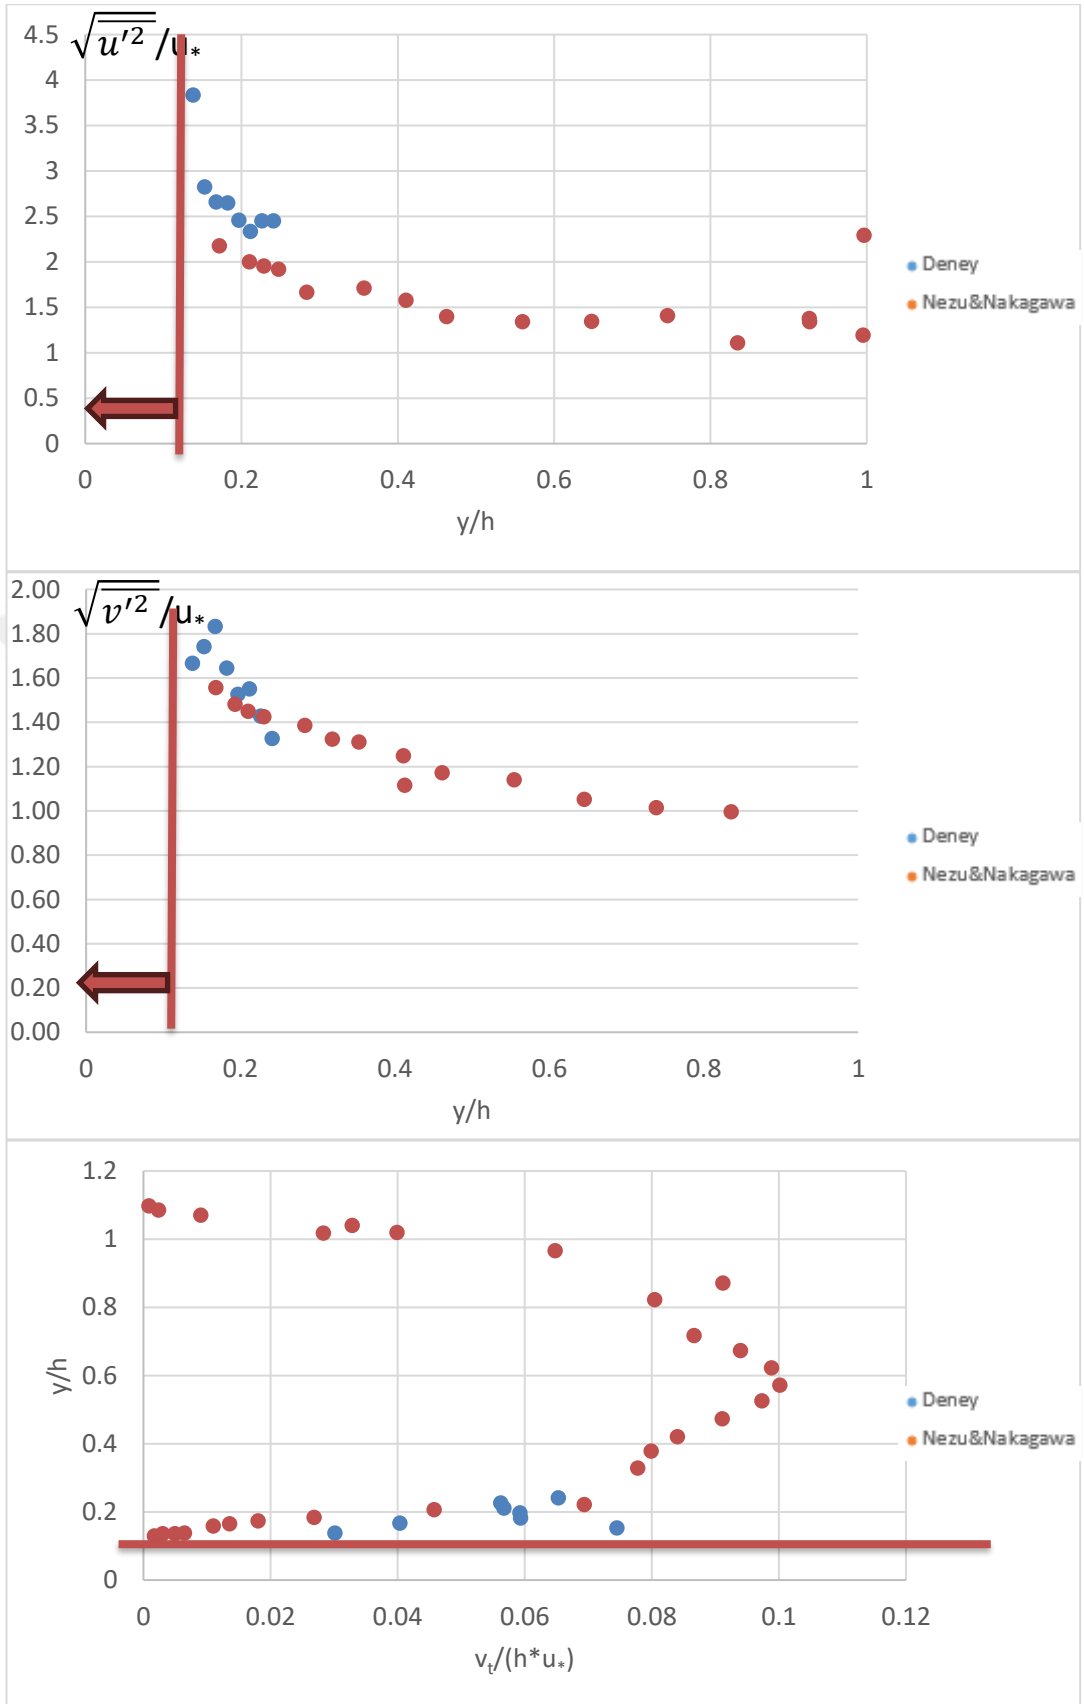 4.5
√u′² /u*
4
3.5
3
2.5
2
1.5
1
0.5
0
0 0.2 0.4 0.6 0.8 1
y/h
Deney
Nezu&Nakagawa
2.00
√v′² /u*
1.80
1.60
1.40
1.20
1.00
0.80
0.60
0.40
0.20
0.00
0 0.2 0.4 0.6 0.8 1
y/h
Deney
Nezu&Nakagawa
1.2
1
0.8
0.6
0.4
0.2
0
y/h
0 0.02 0.04 0.06 0.08 0.1 0.12
vt/(h*u*)
Deney
Nezu&Nakagawa